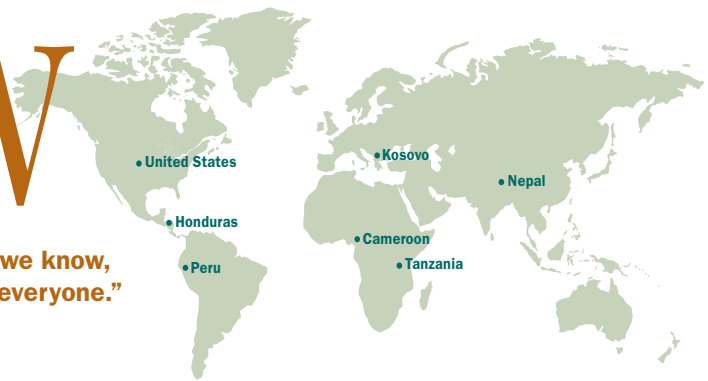 W
United States
Kosovo
Nepal
Honduras
Cameroon
Peru
Tanzania
we know,
everyone.”